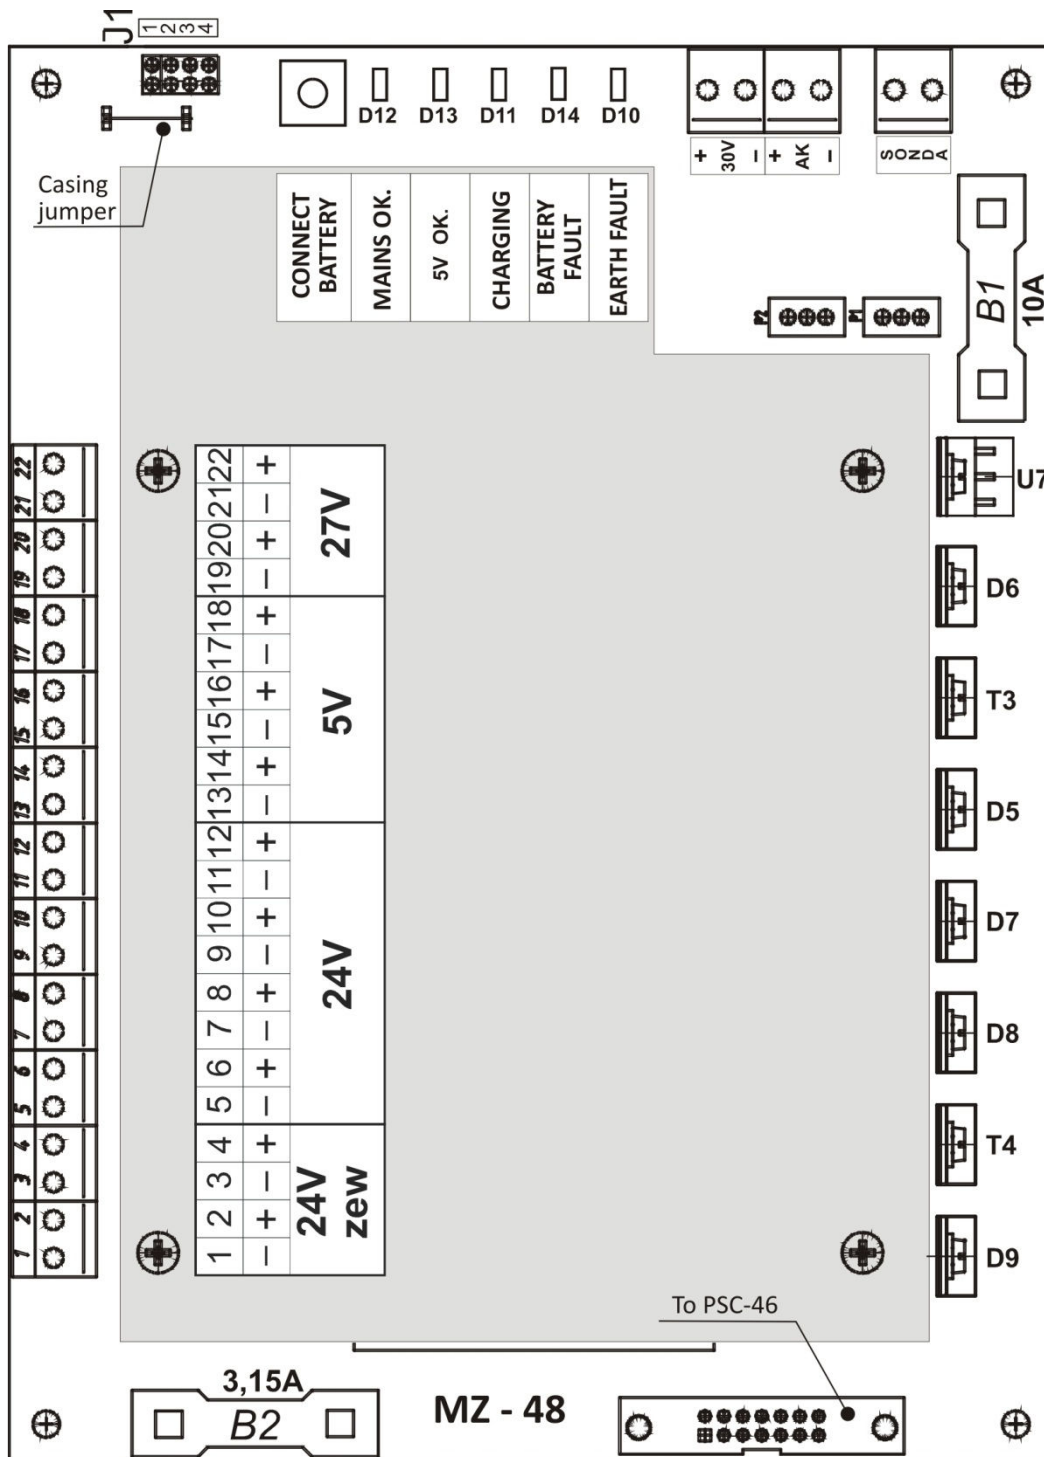 J1
1
2
3
4
Casing
jumper
D12
D13
D11
D14
D10
+
30V
−
+
AK
−
SONDA
CONNECT
BATTERY
MAINS OK.
5V OK.
CHARGING
BATTERY
FAULT
EARTH FAULT
P2
P1
B1
10A
U7
D6
T3
D5
D7
D8
T4
D9
22
21
20
19
18
17
16
15
14
13
12
11
10
9
8
7
6
5
4
3
2
1
22 +
21 −
20 +
19 −
27V
18 +
17 −
16 +
15 −
14 +
13 −
5V
12 +
11 −
10 +
9 −
8 +
7 −
6 +
5 −
24V
4 +
3 −
2 +
1 −
24V
zew
To PSC-46
3,15A
B2
MZ - 48